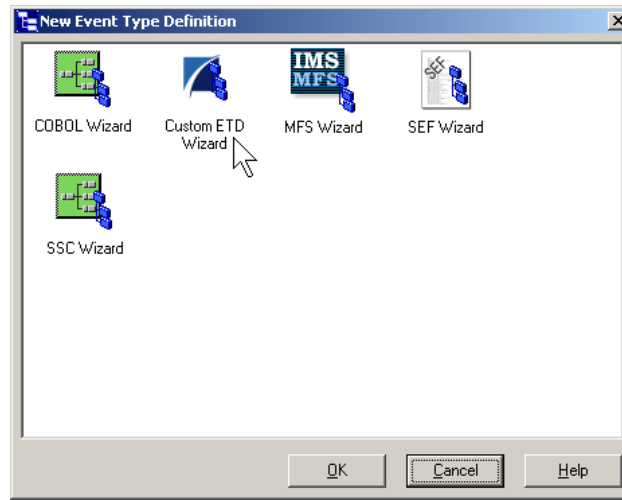 New Event Type Definition
IMS
MFS
SEF
COBOL Wizard
Custom ETD
Wizard
MFS Wizard
SEF Wizard
SSC Wizard
OK
Cancel
Help